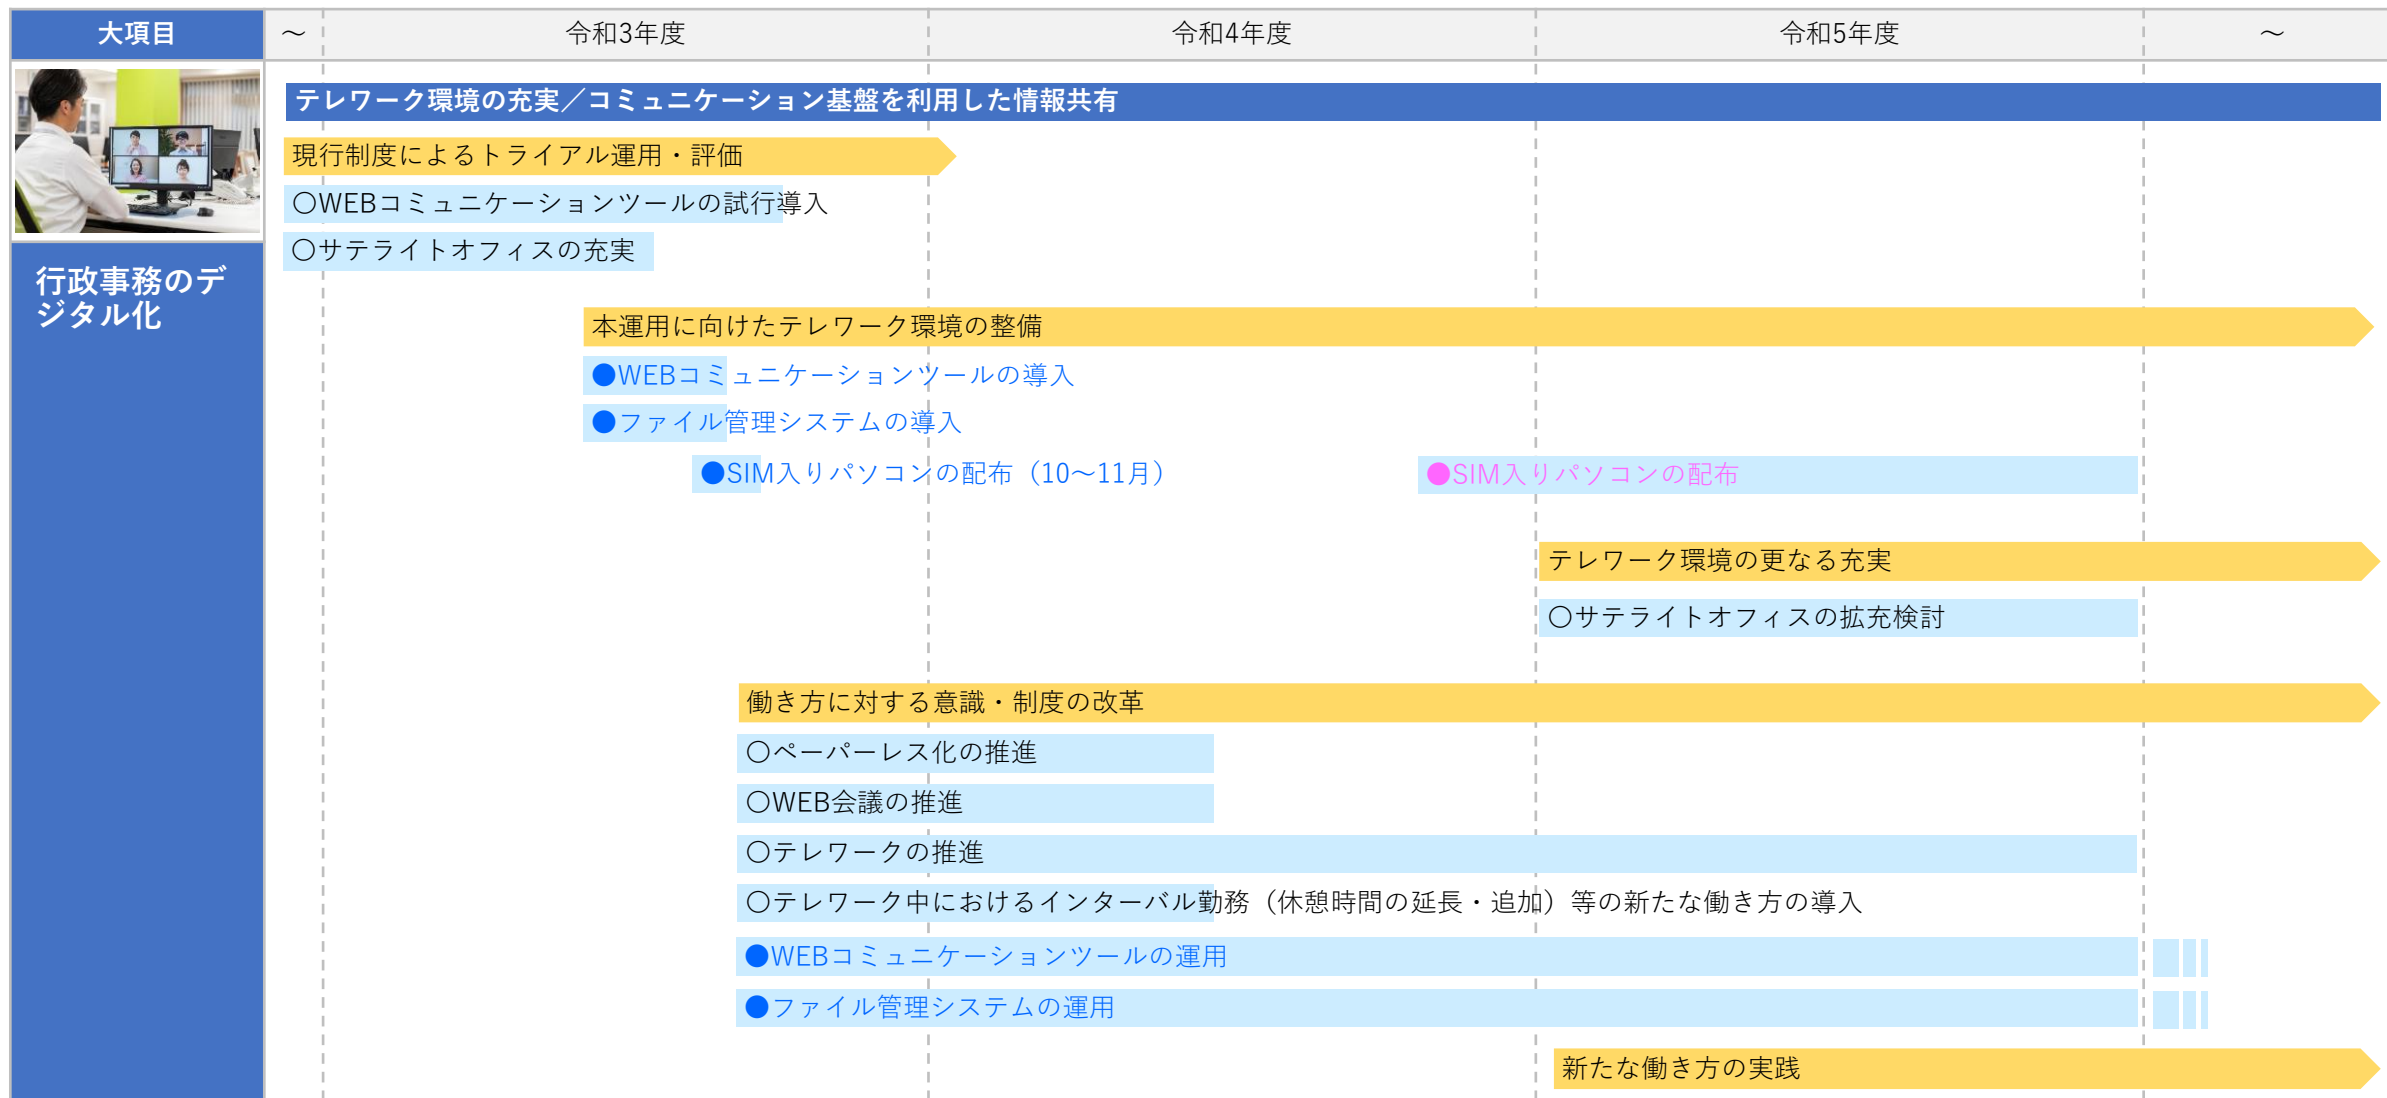 大項目
～
令和3年度
令和4年度
令和5年度
～
テレワーク環境の充実／コミュニケーション基盤を利用した情報共有
現行制度によるトライアル運用・評価
〇WEBコミュニケーションツールの試行導入
〇サテライトオフィスの充実
行政事務のデ
ジタル化
本運用に向けたテレワーク環境の整備
●WEBコミュニケーションツールの導入
●ファイル管理システムの導入
●SIM入りパソコンの配布（10～11月）
●SIM入りパソコンの配布
テレワーク環境の更なる充実
〇サテライトオフィスの拡充検討
働き方に対する意識・制度の改革
〇ペーパーレス化の推進
〇WEB会議の推進
〇テレワークの推進
〇テレワーク中におけるインターバル勤務（休憩時間の延長・追加）等の新たな働き方の導入
●WEBコミュニケーションツールの運用
●ファイル管理システムの運用
新たな働き方の実践